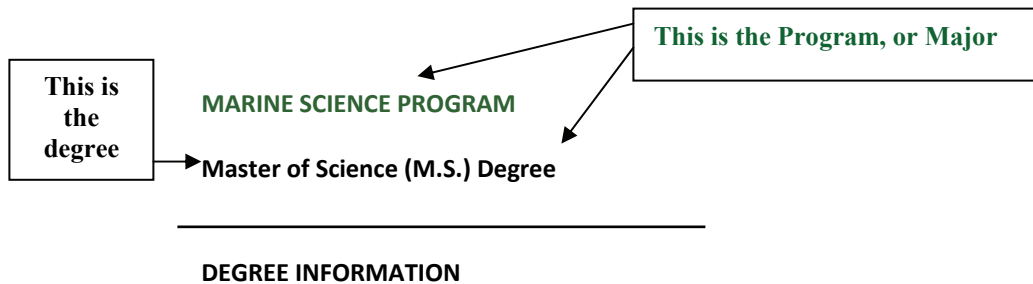 This is the Program, or Major
This is
the
degree
MARINE SCIENCE PROGRAM
Master of Science (M.S.) Degree
DEGREE INFORMATION